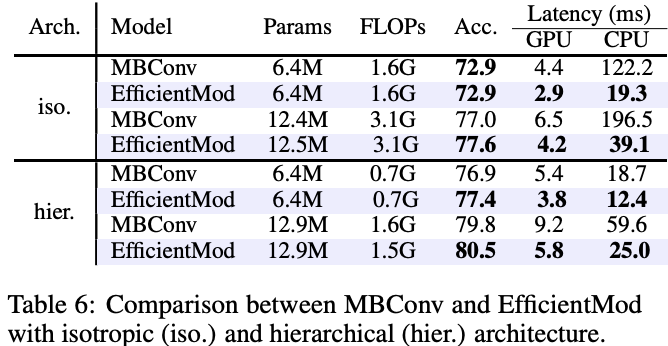 Arch. Model Params FLOPs Acc. Latency (ms)
GPU CPU
iso. MBConv 6.4M 1.6G 72.9 4.4 122.2
EfficientMod 6.4M 1.6G 72.9 2.9 19.3
MBConv 12.4M 3.1G 77.0 6.5 196.5
EfficientMod 12.5M 3.1G 77.6 4.2 39.1
hier. MBConv 6.4M 0.7G 76.9 5.4 18.7
EfficientMod 6.4M 0.7G 77.4 3.8 12.4
MBConv 12.9M 1.6G 79.8 9.2 59.6
EfficientMod 12.9M 1.5G 80.5 5.8 25.0
Table 6: Comparison between MBConv and EfficientMod
with isotropic (iso.) and hierarchical (hier.) architecture.